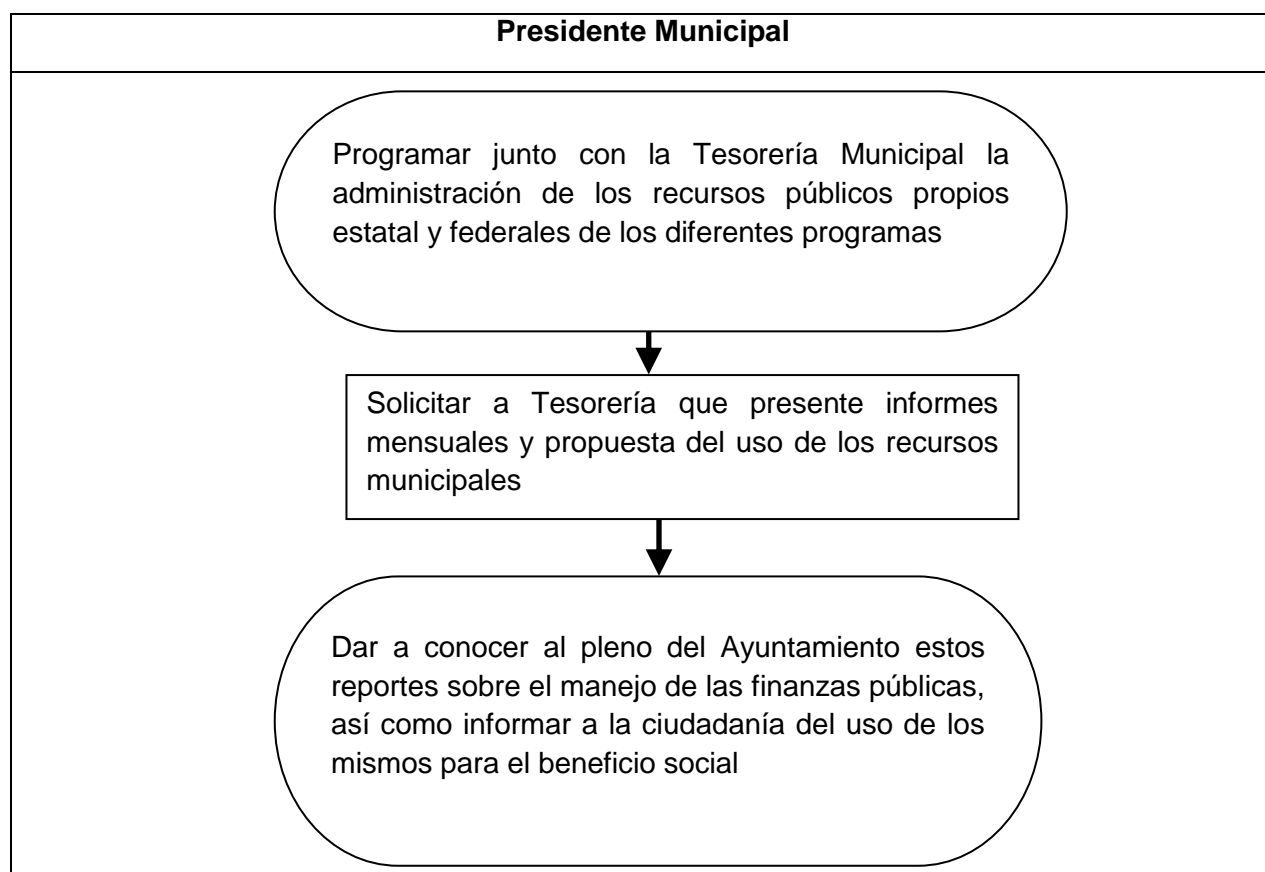 Presidente Municipal
Programar junto con la Tesorería Municipal la
administración de los recursos públicos propios
estatal y federales de los diferentes programas
Solicitar a Tesorería que presente informes
mensuales y propuesta del uso de los recursos
municipales
Dar a conocer al pleno del Ayuntamiento estos
reportes sobre el manejo de las finanzas públicas,
así como informar a la ciudadanía del uso de los
mismos para el beneficio social